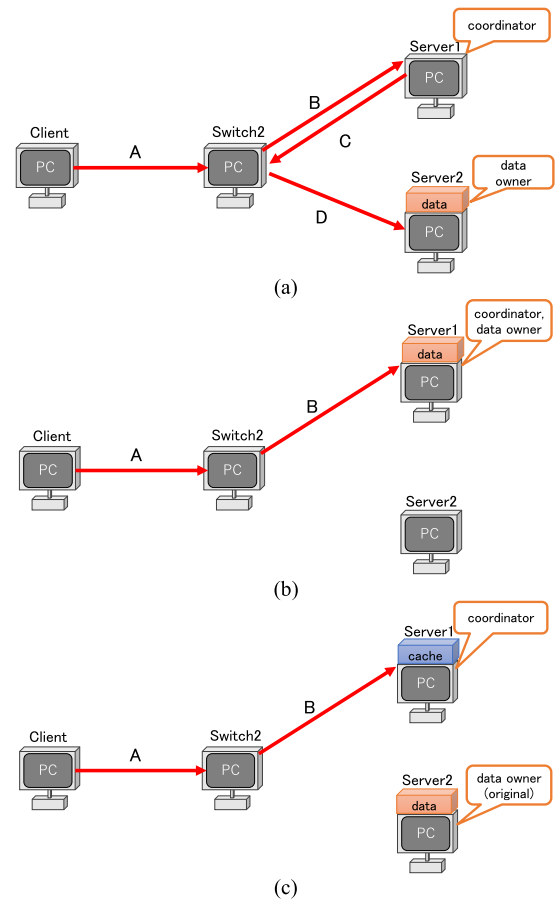 coordinator
Server1
PC
B
Client
Switch2
A
C
PC
PC
Server2
data
owner
data
D
PC
(a)
coordinator,
data owner
Server1
data
PC
B
Client
Switch2
A
PC
PC
Server2
PC
(b)
coordinator
Server1
cache
PC
B
Client
Switch2
A
PC
PC
Server2
data owner
(original)
data
PC
(c)